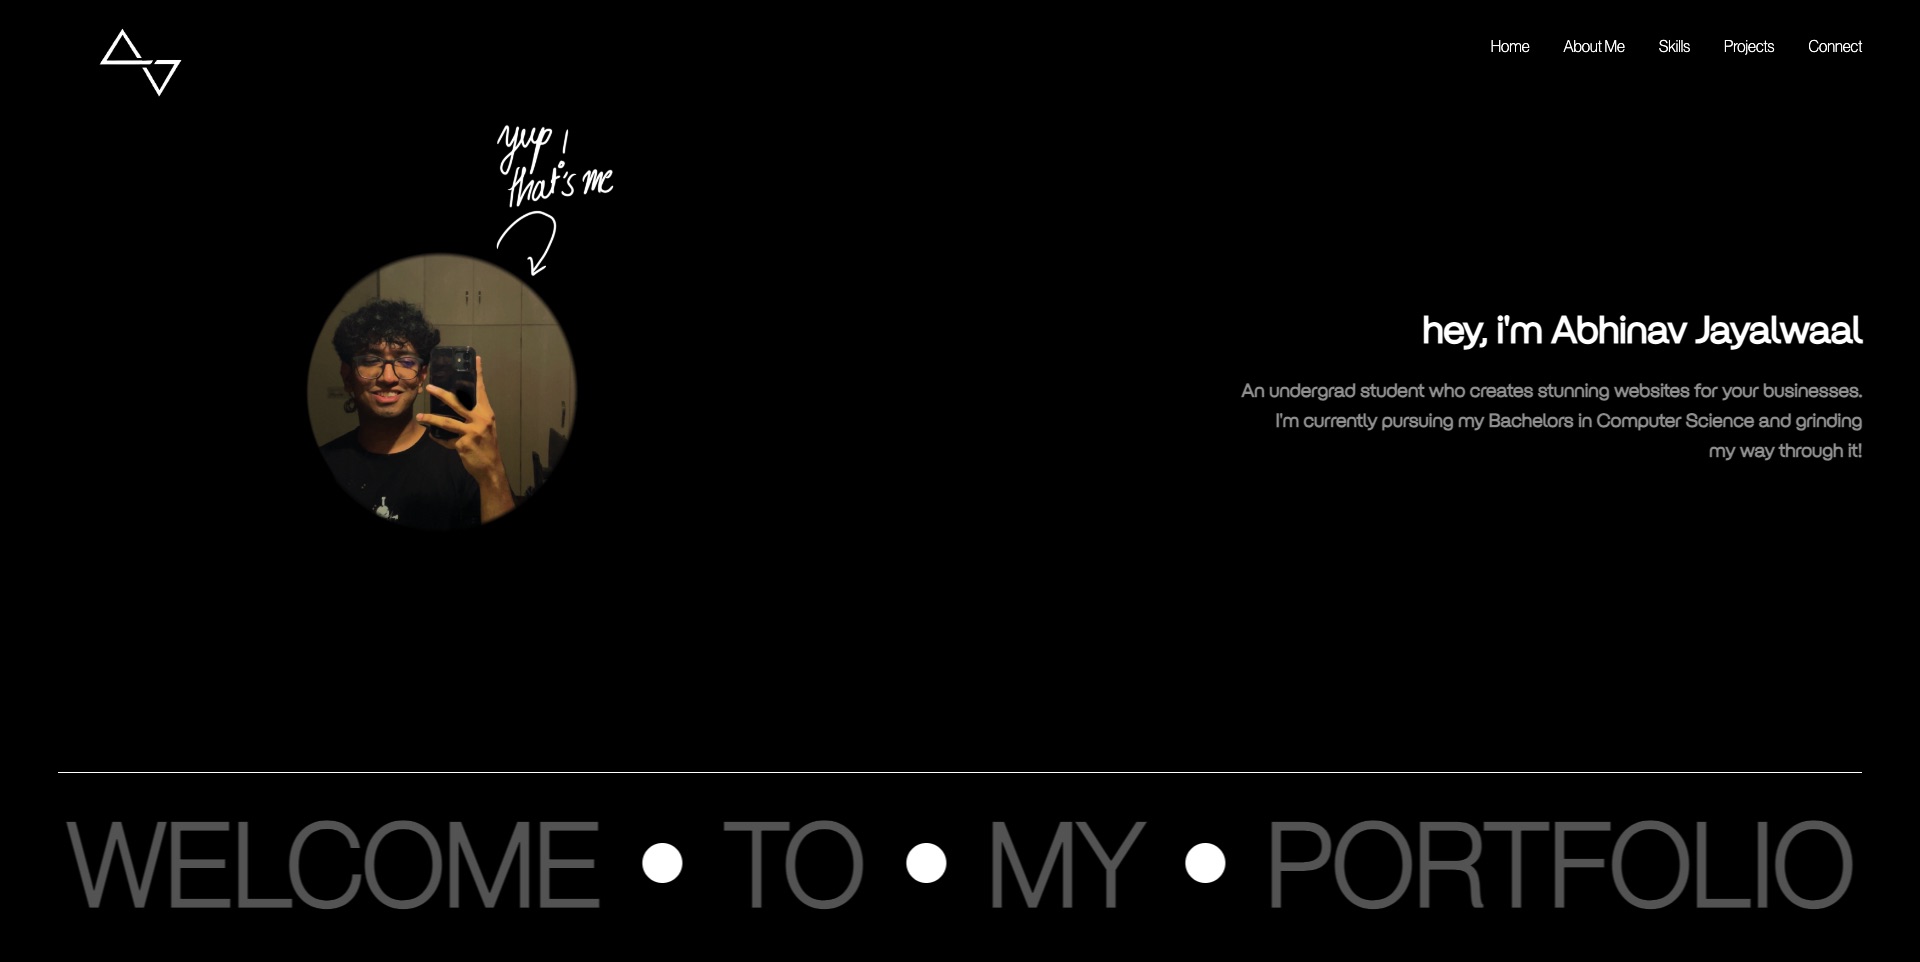 Home About Me Skills Projects Connect
yup!
that's me
hey, i'm Abhinav Jayalwaal
An undergrad student who creates stunning websites for your businesses.
I'm currently pursuing my Bachelors in Computer Science and grinding
my way through it!
WELCOME ● TO ● MY ● PORTFOLIO